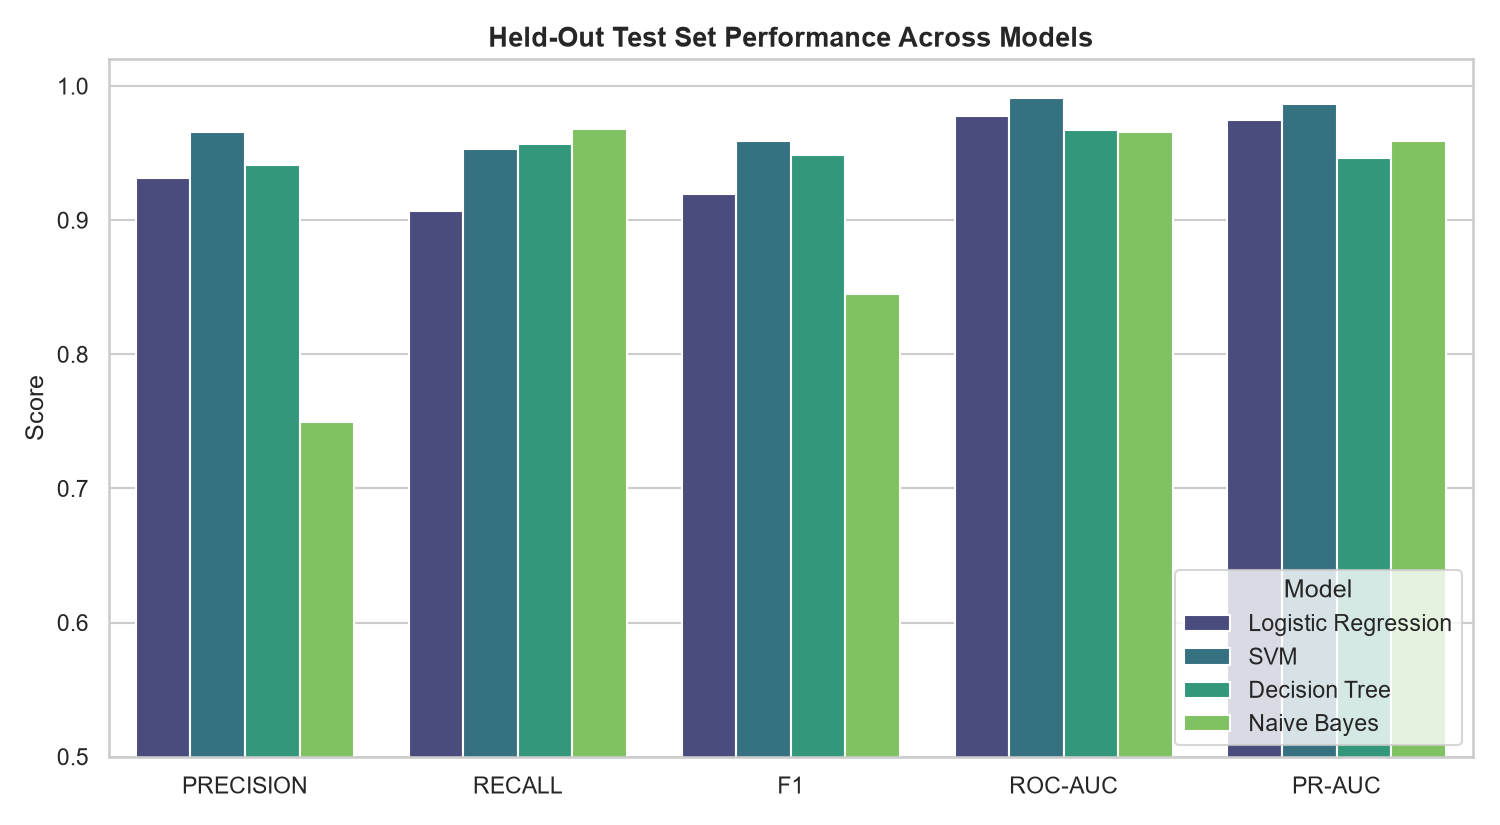 Held-Out Test Set Performance Across Models
Score
1.0
0.9
0.8
0.7
0.6
0.5
PRECISION
RECALL
F1
ROC-AUC
PR-AUC
Model
Logistic Regression
SVM
Decision Tree
Naive Bayes